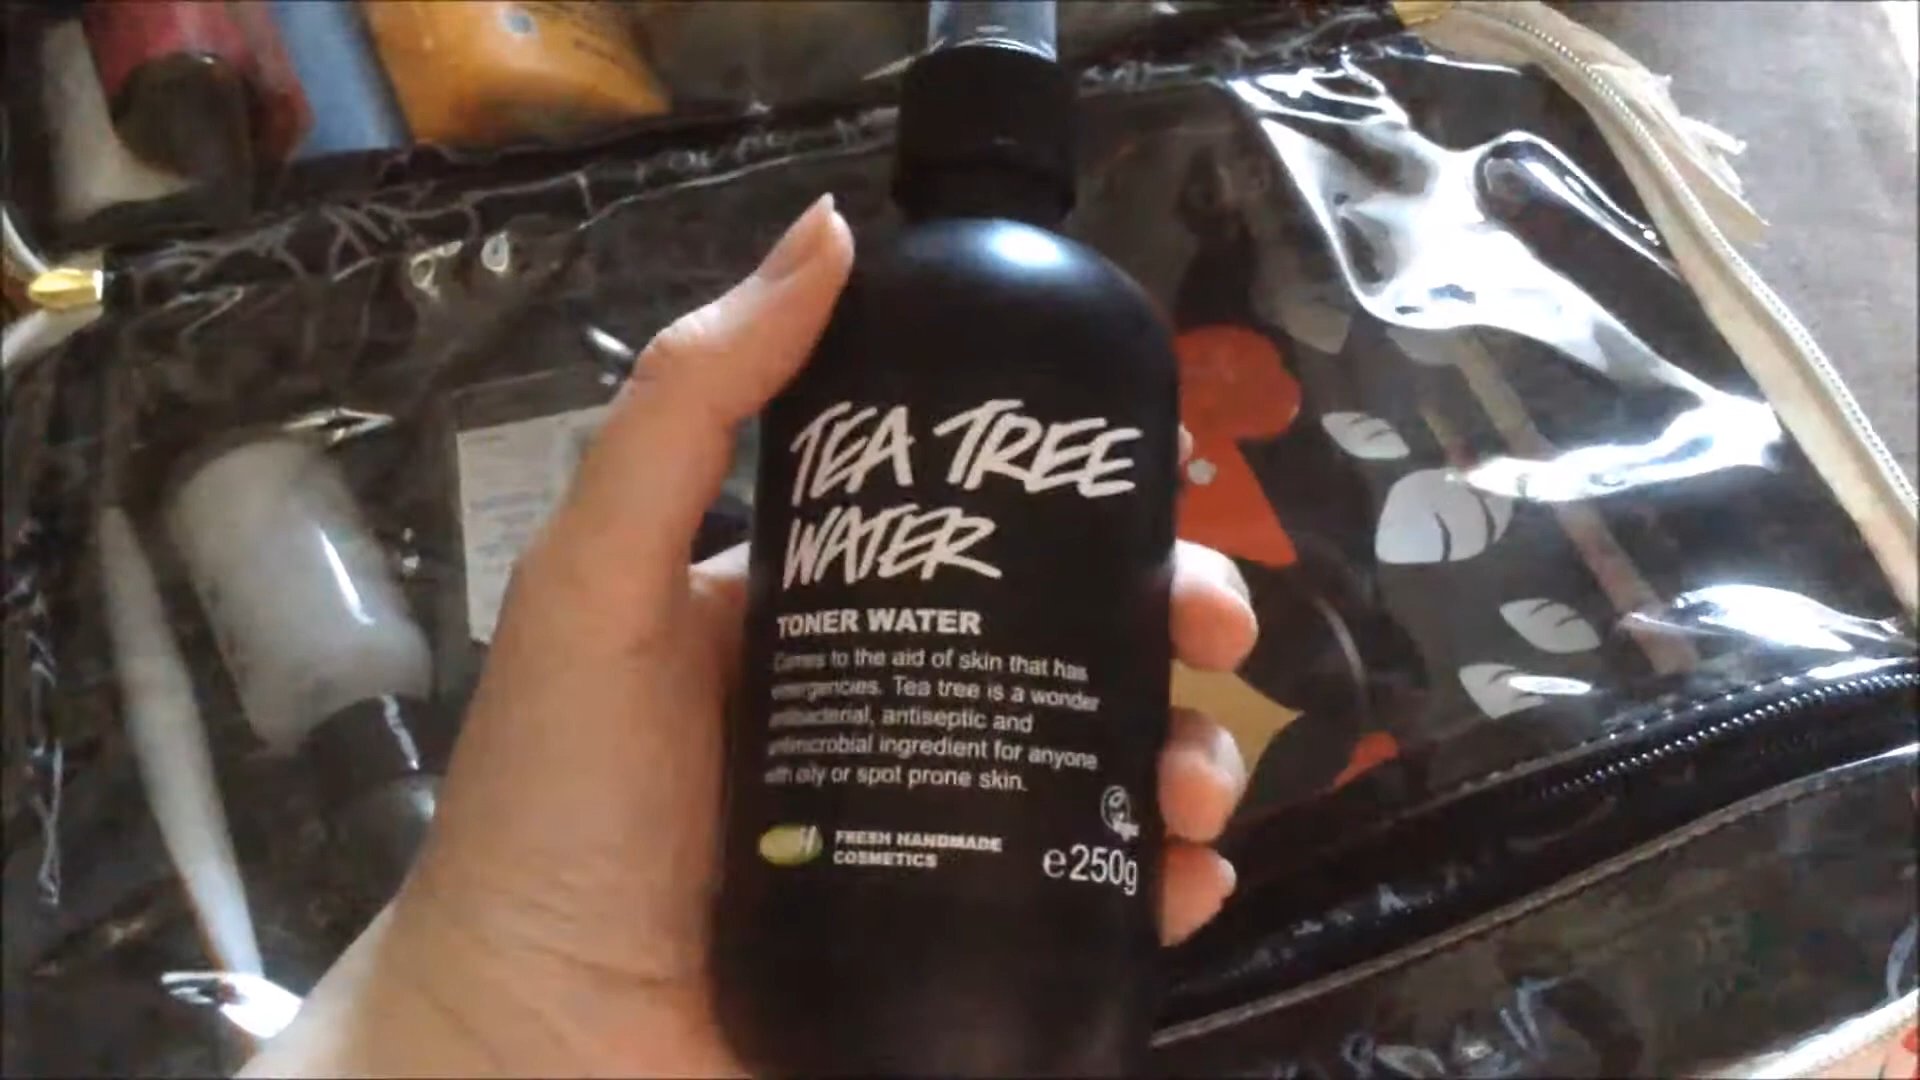 TEA TREE
WATER
TONER WATER
Comes to the aid of skin that has
emergencies. Tea tree is a wonder
antibacterial, antiseptic and
antimicrobial ingredient for anyone
with oily or spot prone skin.
FRESH HANDMADE
COSMETICS
e250g